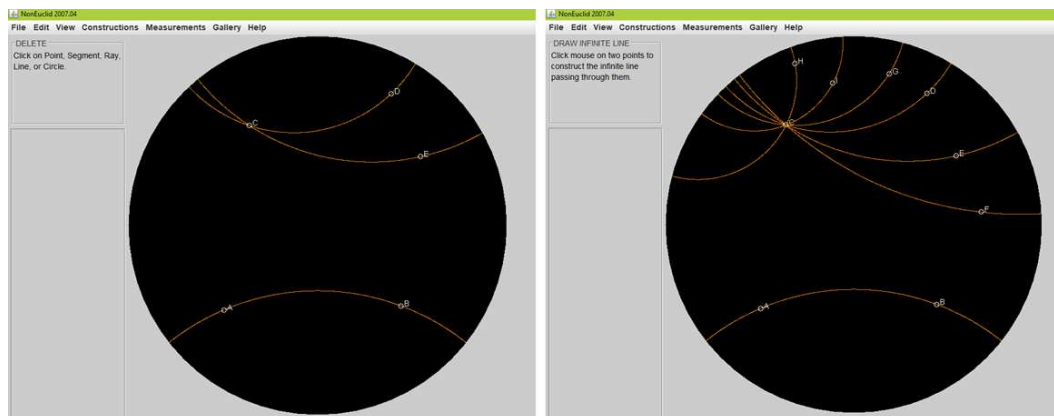 NonEuclid 2007.04
File Edit View Constructions Measurements Gallery Help
DELETE
Click on Point, Segment, Ray,
Line, or Circle.
C
D
E
A
B
NonEuclid 2007.04
File Edit View Constructions Measurements Gallery Help
DRAW INFINITE LINE
Click mouse on two points to
construct the infinite line
passing through them.
H
G
D
C
E
F
A
B